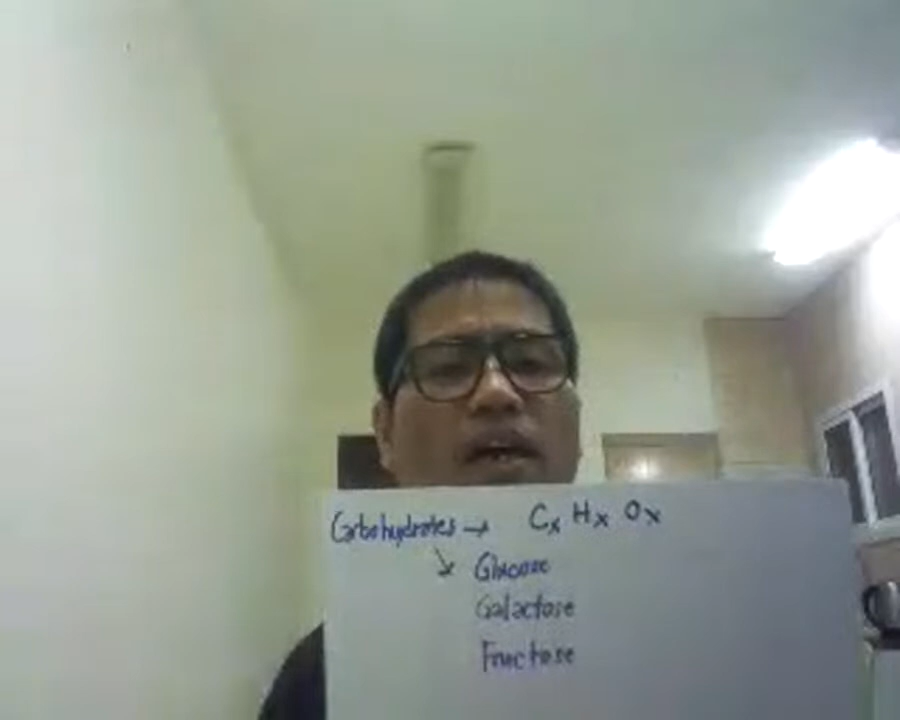 Carbohydrates → Cₓ Hₓ Oₓ
↘ Glucose
Galactose
Fructose